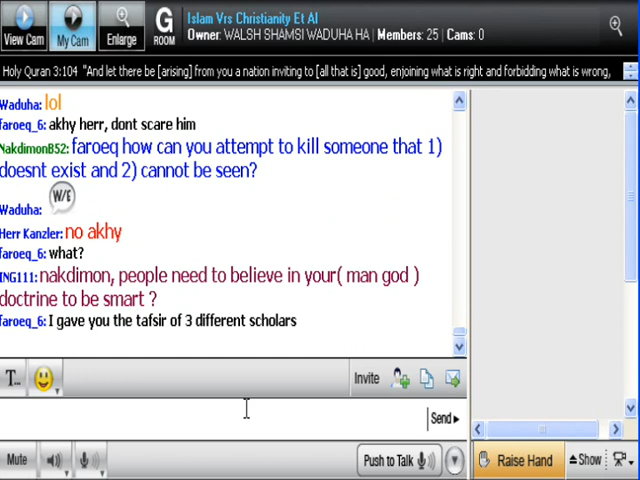 View Cam
My Cam
Enlarge
G
ROOM
Islam Vrs Christianity Et Al
Owner: WALSH SHAMSI WADUHA HA | Members: 25 | Cams: 0
Holy Quran 3:104 "And let there be [arising] from you a nation inviting to [all that is] good, enjoining what is right and forbidding what is wrong,
Waduha: lol
faroeq_6: akhy herr, dont scare him
NakdimonB52: faroeq how can you attempt to kill someone that 1)
doesnt exist and 2) cannot be seen?
Waduha: W/E
Herr Kanzler: no akhy
faroeq_6: what?
ING111: nakdimon, people need to believe in your( man god )
doctrine to be smart ?
faroeq_6: I gave you the tafsir of 3 different scholars
T...
Invite
Send
Mute
Push to Talk
Raise Hand
Show